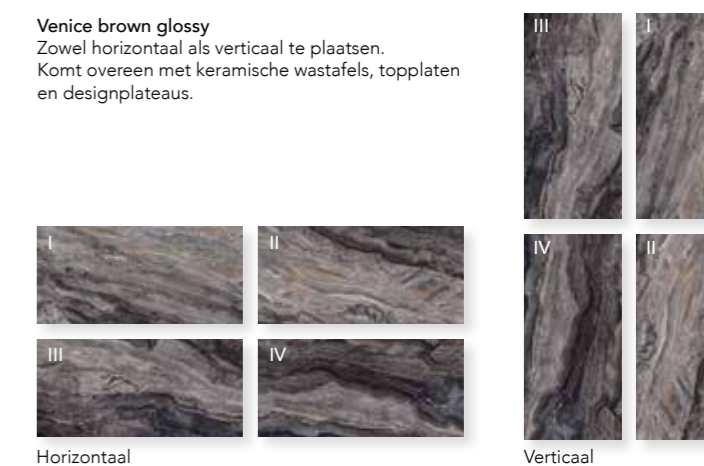 Venice brown glossy
Zowel horizontaal als verticaal te plaatsen.
Komt overeen met keramische wastafels, topplaten
en designplateaus.
I
II
III
IV
Horizontaal
III
I
IV
II
Verticaal